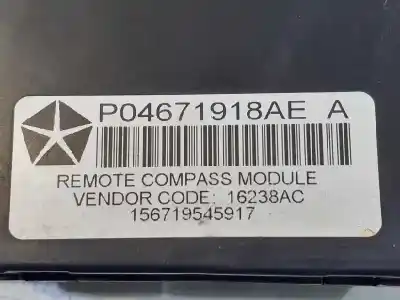 P04671918AE A
REMOTE COMPASS MODULE
VENDOR CODE: 16238AC
156719545917